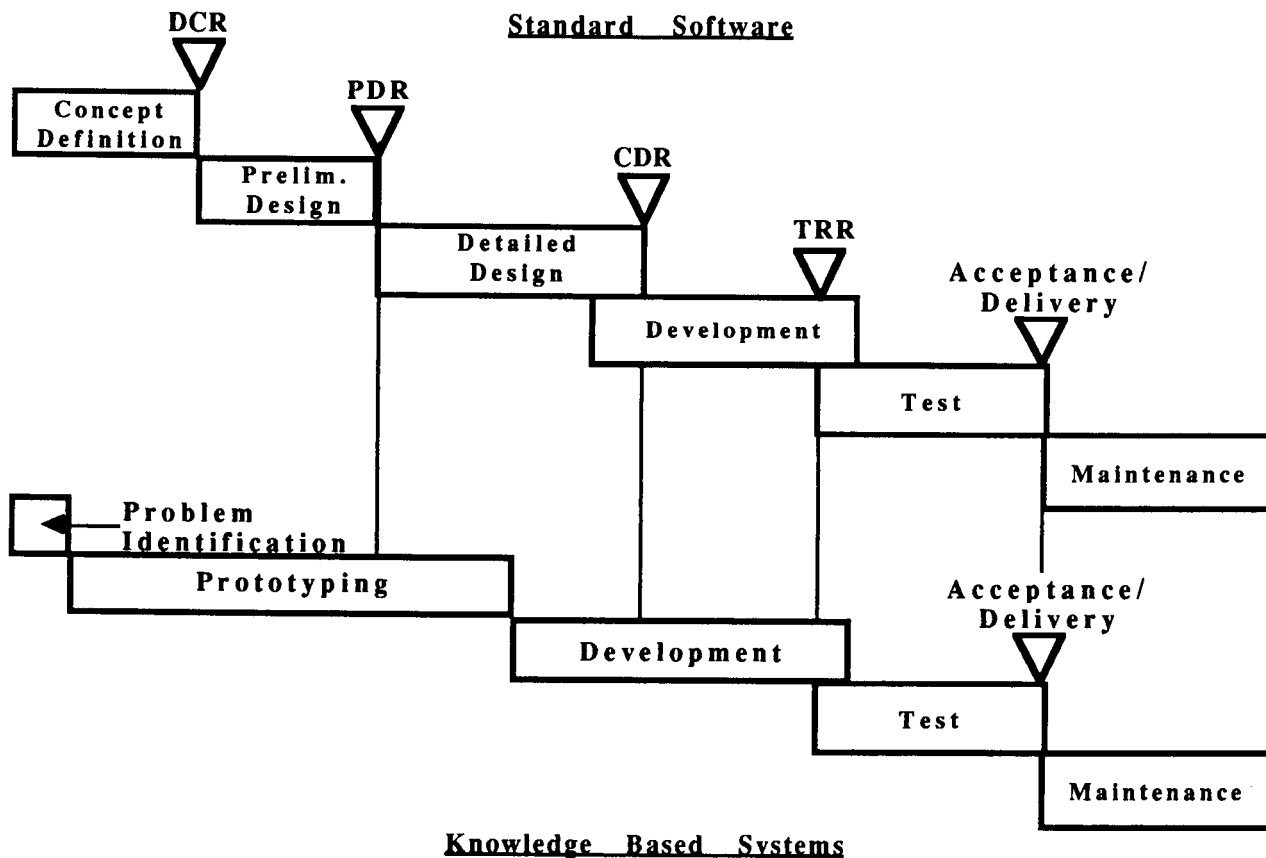 Standard Software
DCR
PDR
Concept
Definition
CDR
Prelim.
Design
TRR
Detailed
Design
Acceptance/
Delivery
Development
Test
Maintenance
Problem
Identification
Prototyping
Acceptance/
Delivery
Development
Test
Maintenance
Knowledge Based Systems